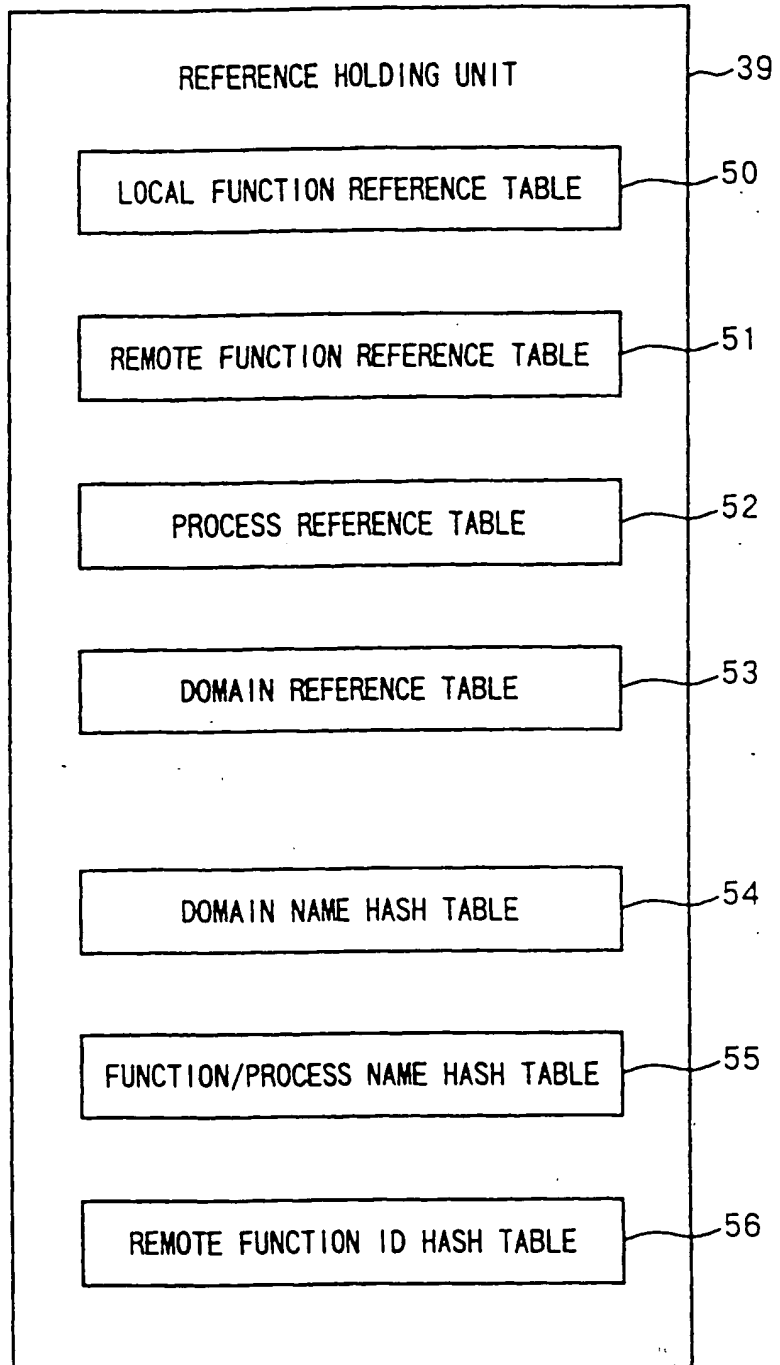 REFERENCE HOLDING UNIT
39
LOCAL FUNCTION REFERENCE TABLE
50
REMOTE FUNCTION REFERENCE TABLE
51
PROCESS REFERENCE TABLE
52
DOMAIN REFERENCE TABLE
53
DOMAIN NAME HASH TABLE
54
FUNCTION/PROCESS NAME HASH TABLE
55
REMOTE FUNCTION ID HASH TABLE
56